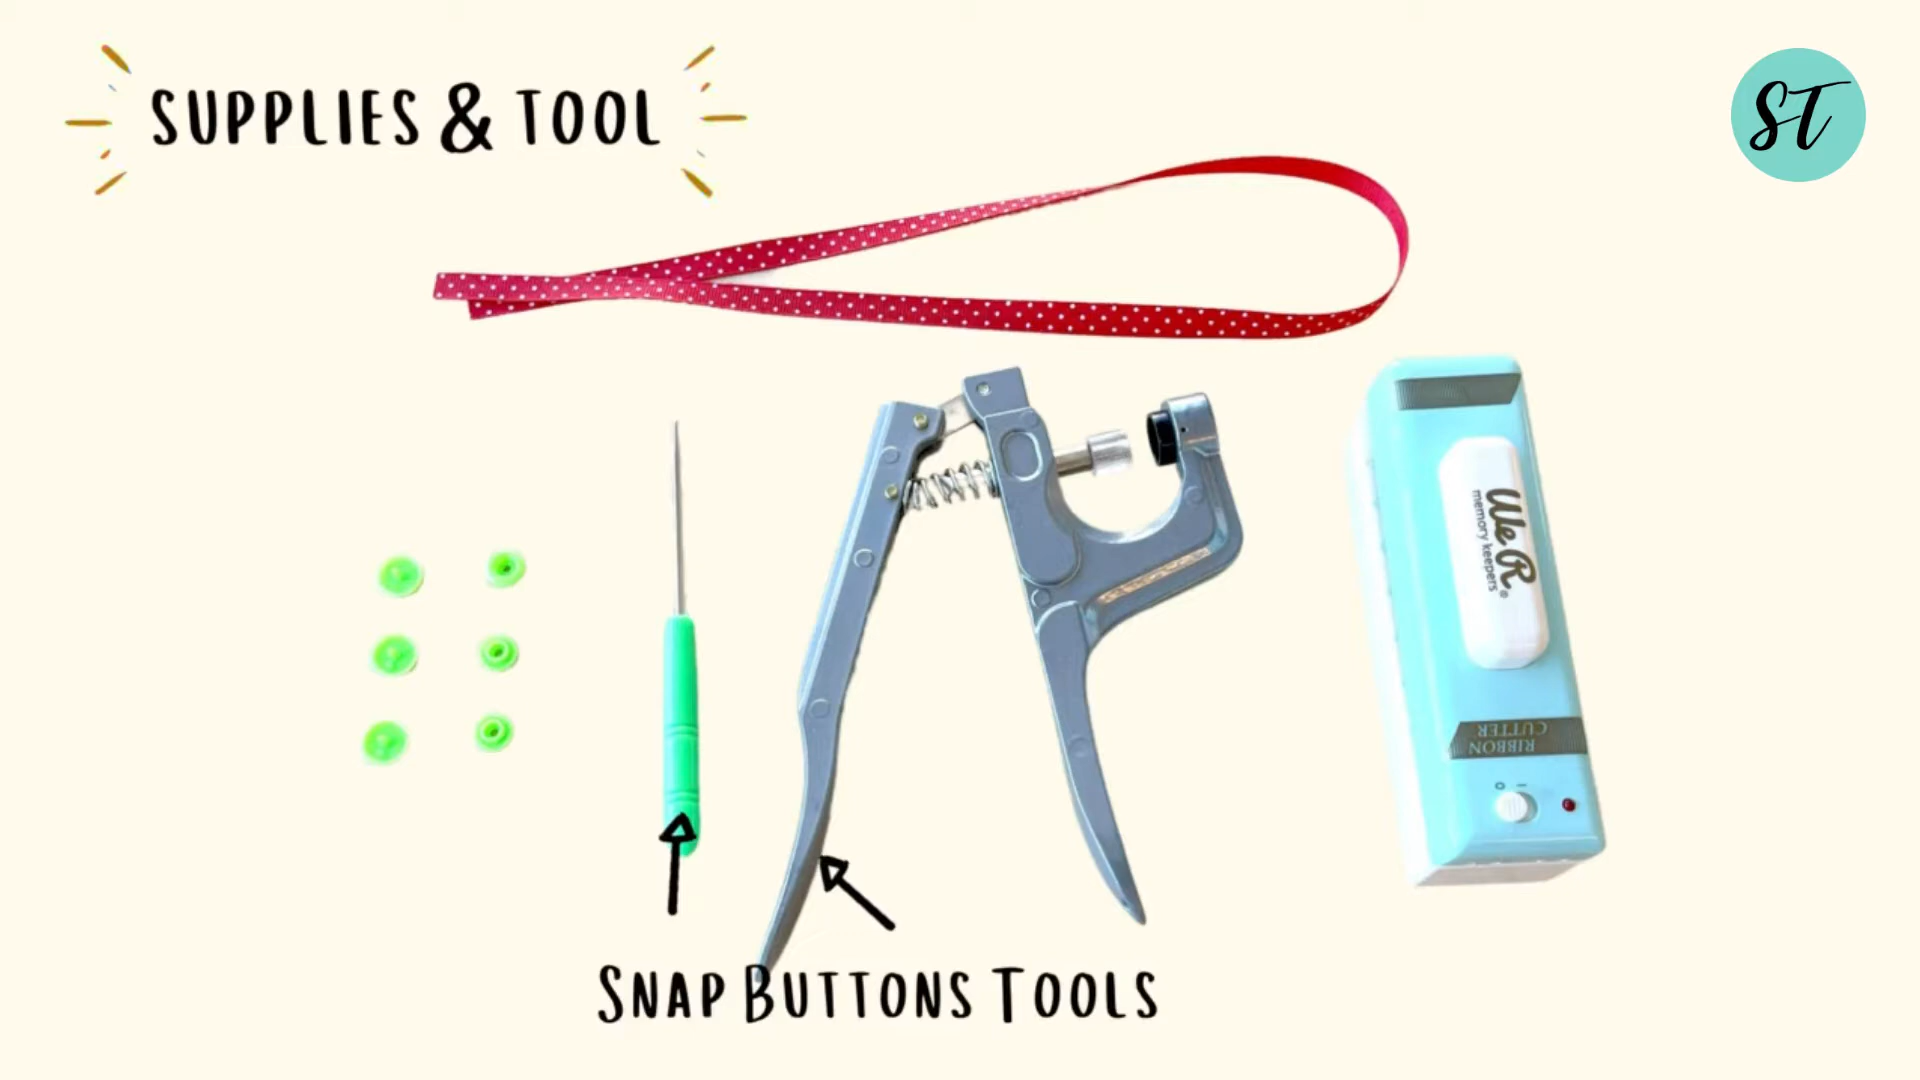 SUPPLIES & TOOL
ST
We R®
memory keepers
RIBBON
CUTTER
O –
SNAP BUTTONS TOOLS